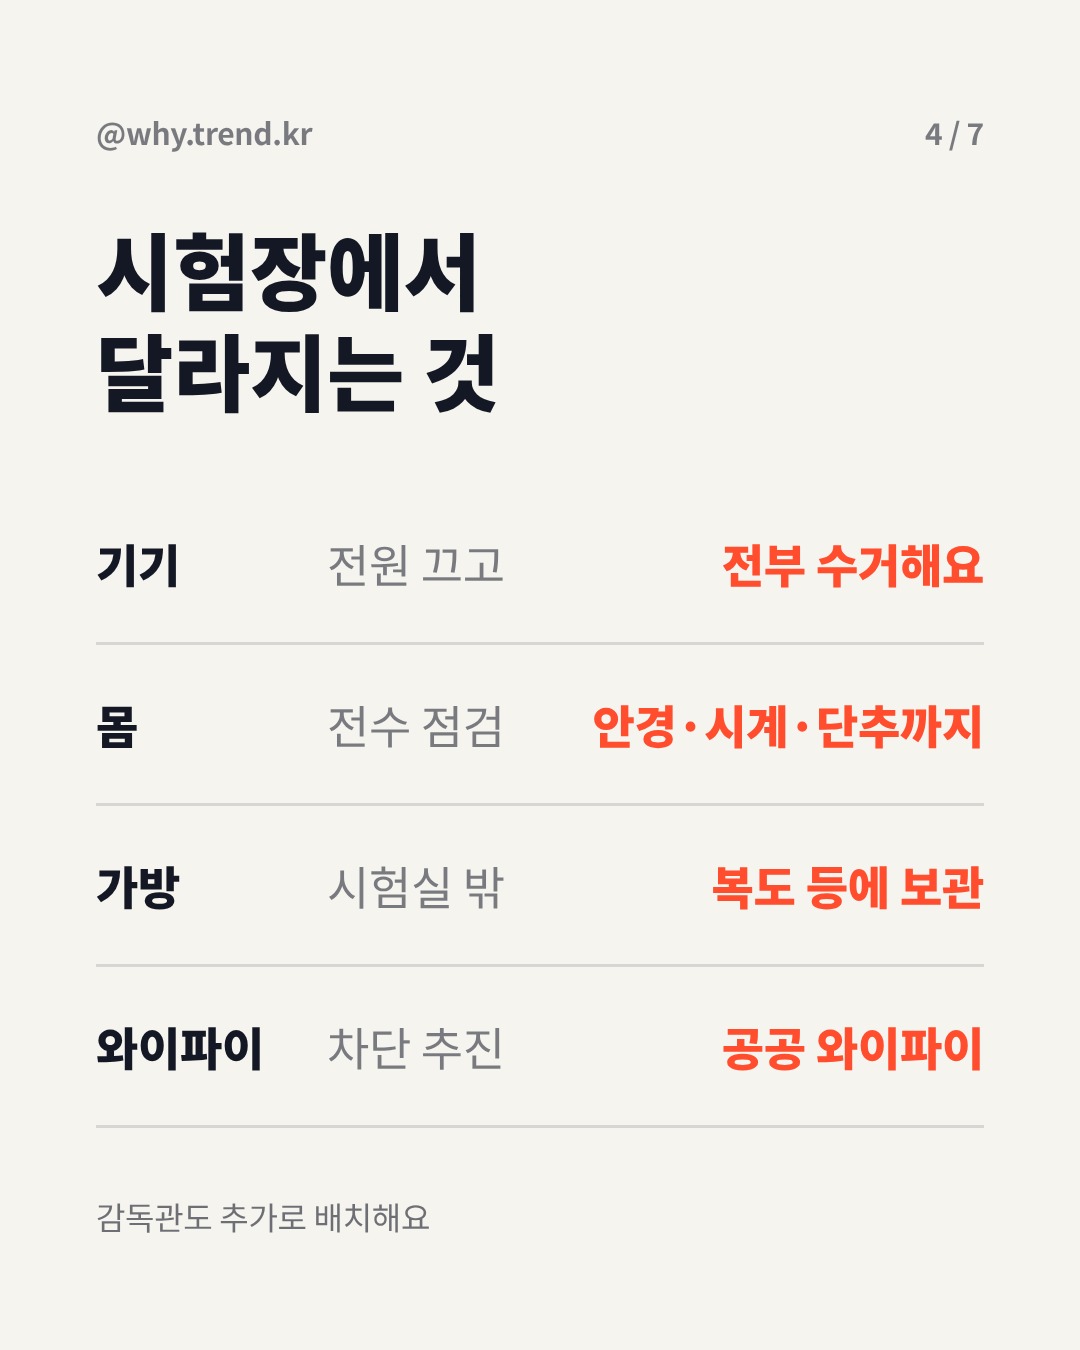 @why.trend.kr 4 / 7
시험장에서
달라지는 것
기기 전원 끄고 전부 수거해요
몸 전수 점검 안경·시계·단추까지
가방 시험실 밖 복도 등에 보관
와이파이 차단 추진 공공 와이파이
감독관도 추가로 배치해요